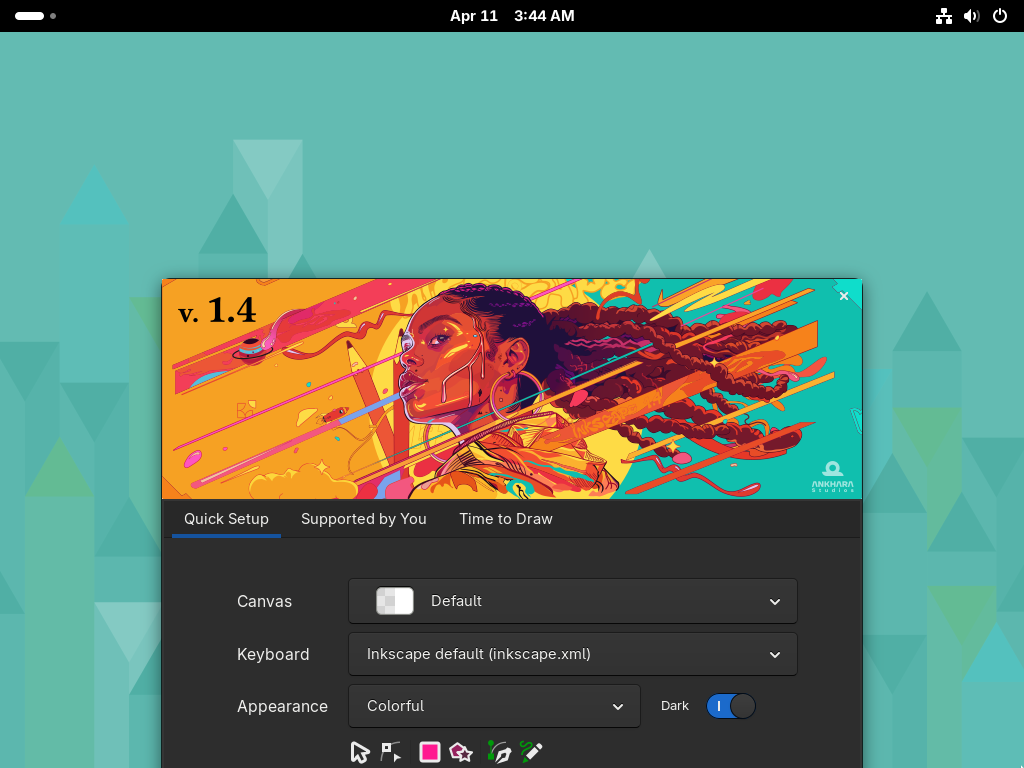 Apr 11 3:44 AM
v. 1.4
INKSCAPE
ANKHARA
Studios
Quick Setup Supported by You Time to Draw
Canvas Default
Keyboard Inkscape default (inkscape.xml)
Appearance Colorful Dark